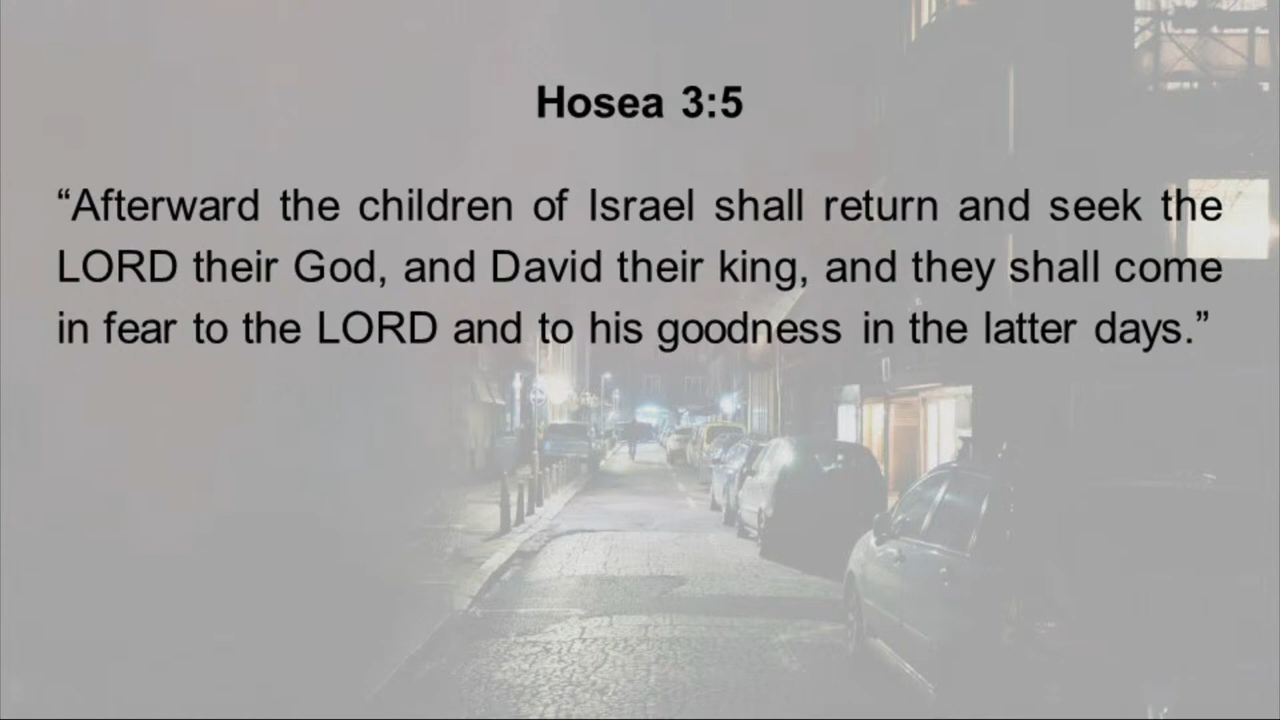 Hosea 3:5
“Afterward the children of Israel shall return and seek the
LORD their God, and David their king, and they shall come
in fear to the LORD and to his goodness in the latter days.”